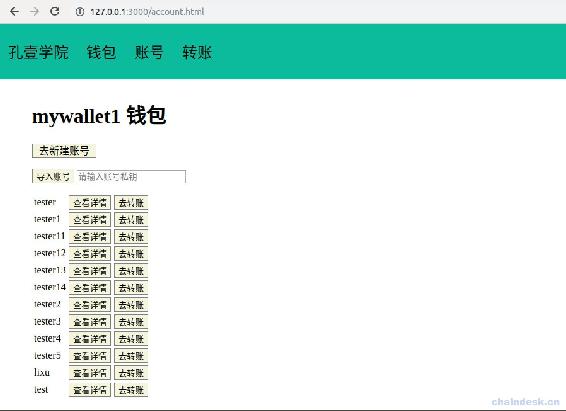 127.0.0.1:3000/account.html
孔壹学院 钱包 账号 转账
mywallet1 钱包
去新建账号
导入账号 请输入账号私钥
tester 查看详情 去转账
tester1 查看详情 去转账
tester11 查看详情 去转账
tester12 查看详情 去转账
tester13 查看详情 去转账
tester14 查看详情 去转账
tester2 查看详情 去转账
tester3 查看详情 去转账
tester4 查看详情 去转账
tester5 查看详情 去转账
lixu 查看详情 去转账
test 查看详情 去转账
chaindesk.cn